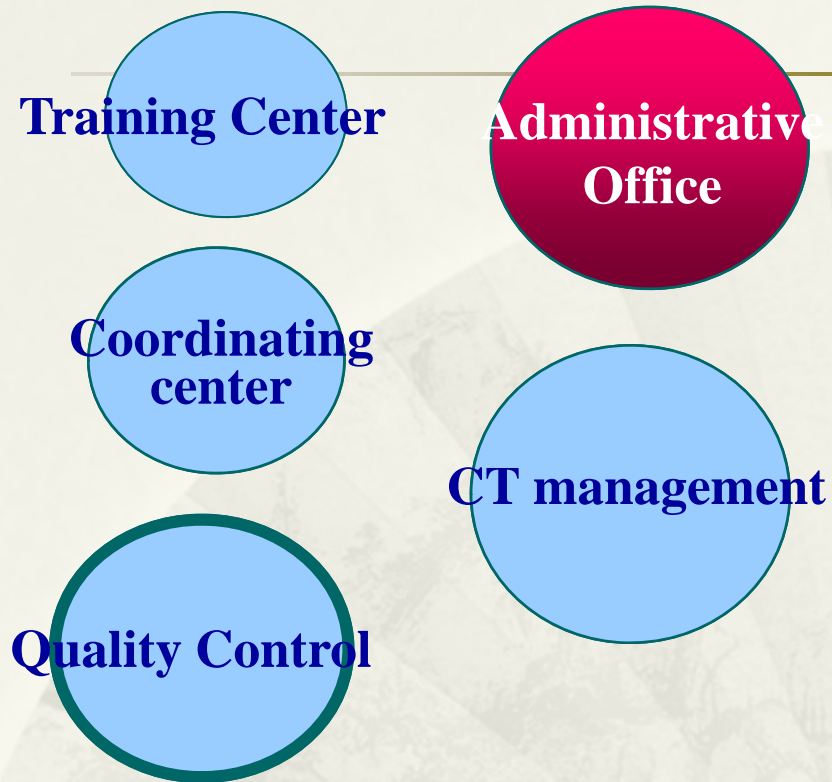 Training Center
Administrative
Office
Coordinating
center
CT management
Quality Control